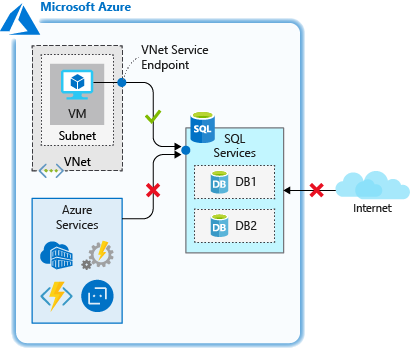 Microsoft Azure
VNet Service
Endpoint
VM
Subnet
VNet
SQL
SQL
Services
DB
DB1
DB
DB2
Azure
Services
Internet